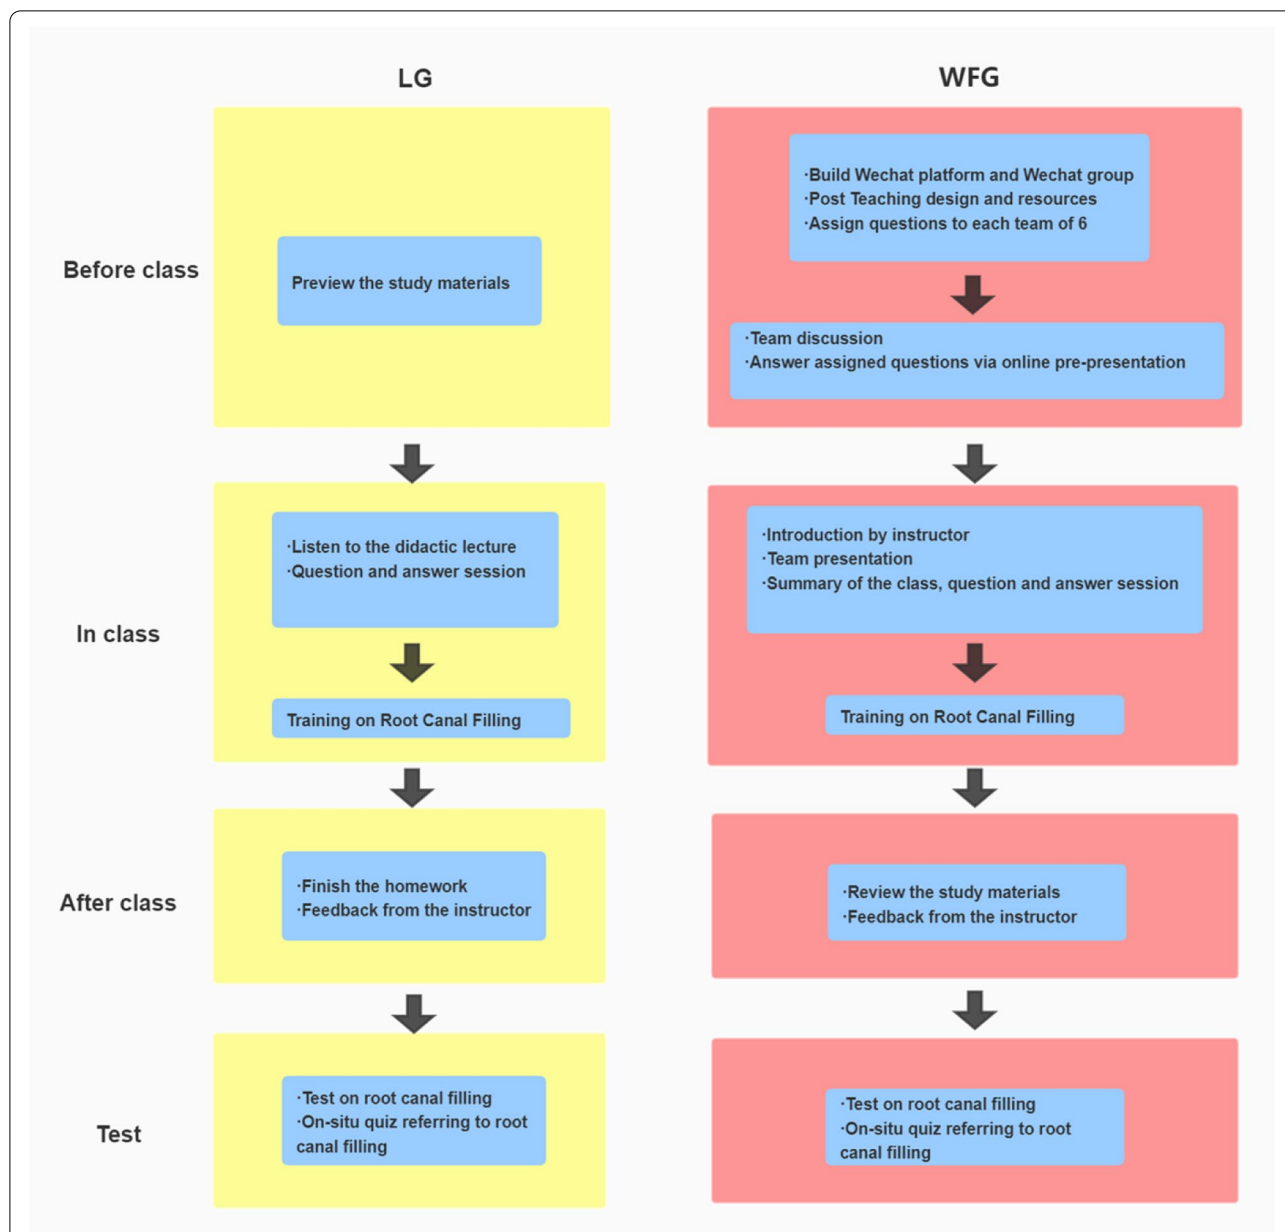 LG
WFG
Before class
Preview the study materials
·Build Wechat platform and Wechat group
·Post Teaching design and resources
·Assign questions to each team of 6
·Team discussion
·Answer assigned questions via online pre-presentation
In class
·Listen to the didactic lecture
·Question and answer session
Training on Root Canal Filling
·Introduction by instructor
·Team presentation
·Summary of the class, question and answer session
Training on Root Canal Filling
After class
·Finish the homework
·Feedback from the instructor
·Review the study materials
·Feedback from the instructor
Test
·Test on root canal filling
·On-situ quiz referring to root
canal filling
·Test on root canal filling
·On-situ quiz referring to root
canal filling